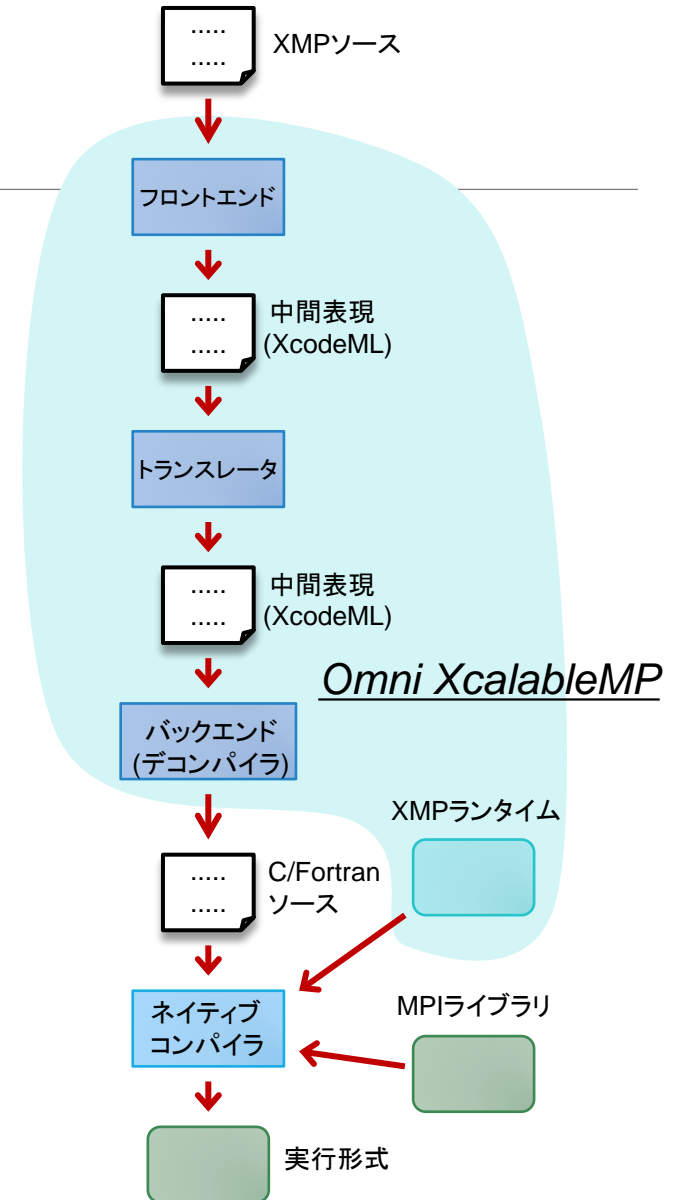 .....
.....
XMPソース
フロントエンド
.....
.....
中間表現
(XcodeML)
トランスレータ
.....
.....
中間表現
(XcodeML)
Omni XcalableMP
バックエンド
(デコンパイラ)
XMPランタイム
.....
.....
C/Fortran
ソース
ネイティブ
コンパイラ
MPIライブラリ
実行形式